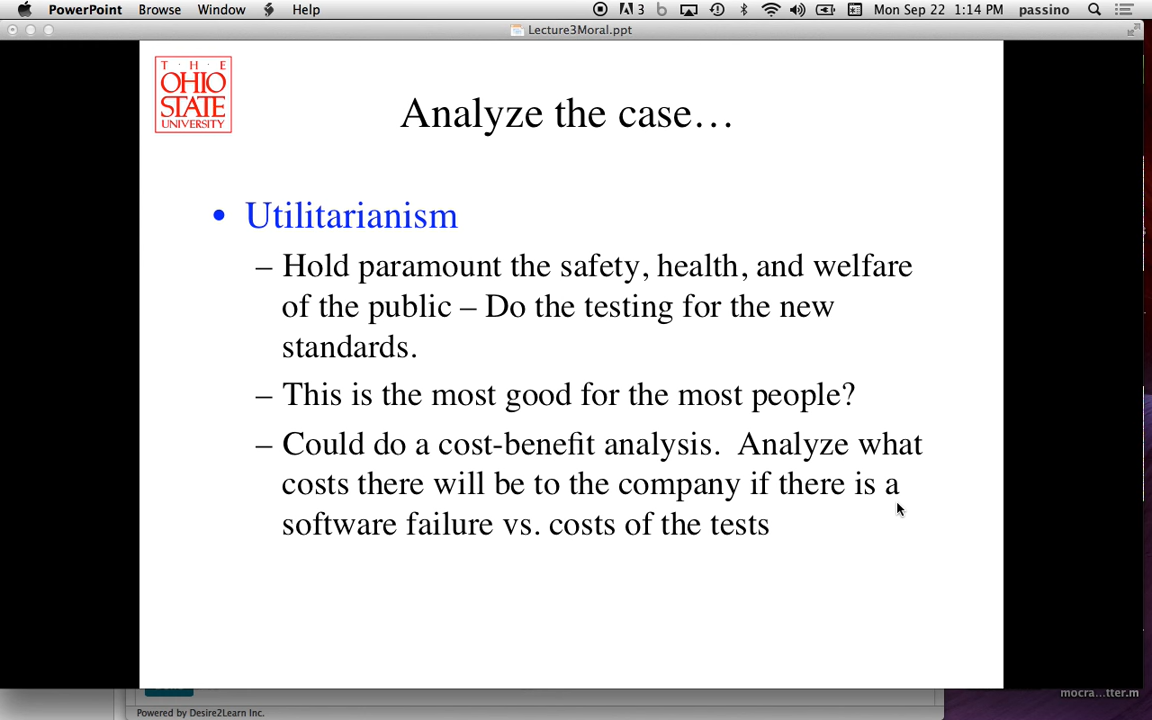 PowerPoint Browse Window Help 3 Mon Sep 22 1:14 PM passino
Lecture3Moral.ppt
T · H · E
OHIO
STATE
UNIVERSITY
Analyze the case…
• Utilitarianism
– Hold paramount the safety, health, and welfare
of the public – Do the testing for the new
standards.
– This is the most good for the most people?
– Could do a cost-benefit analysis. Analyze what
costs there will be to the company if there is a
software failure vs. costs of the tests
mocra...tter.m
Powered by Desire2Learn Inc.